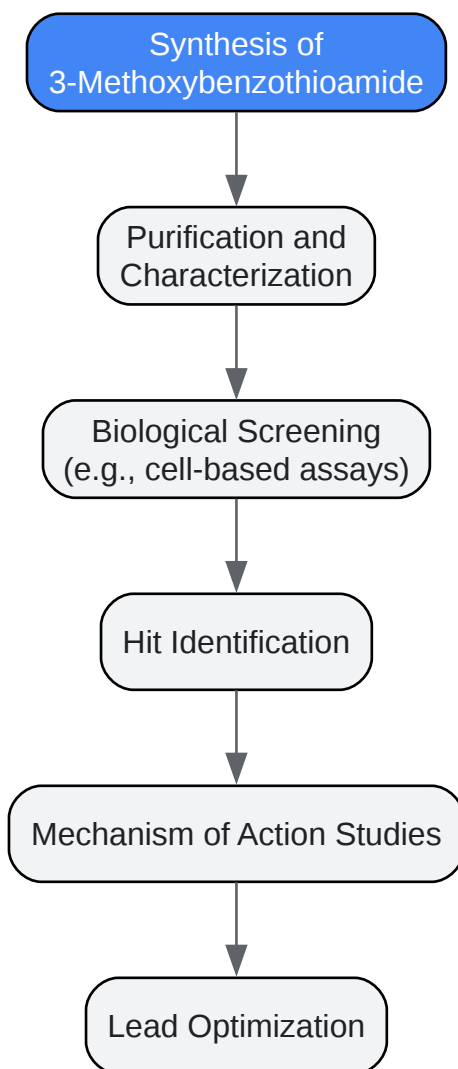 Synthesis of
3-Methoxybenzothioamide
Purification and
Characterization
Biological Screening
(e.g., cell-based assays)
Hit Identification
Mechanism of Action Studies
Lead Optimization